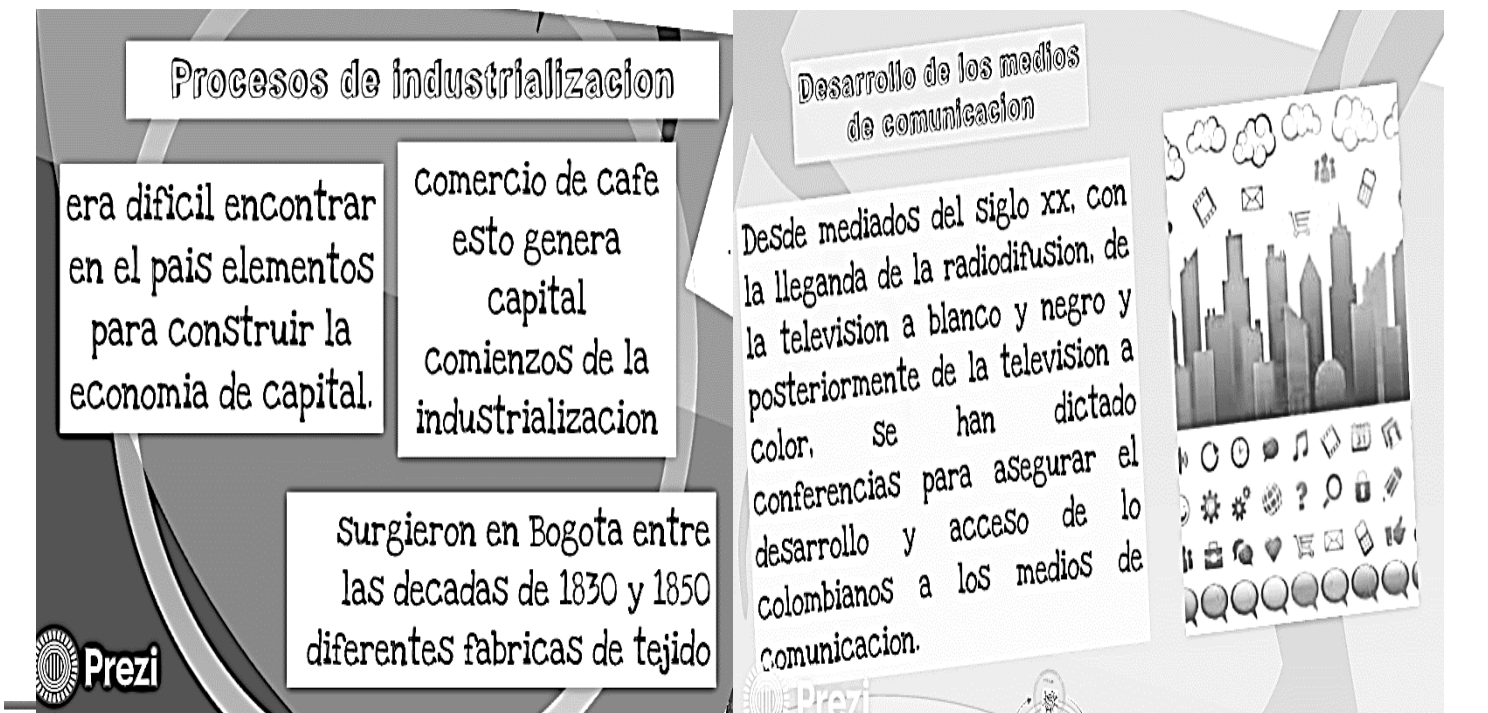 Procesos de industrializacion
era dificil encontrar
en el pais elementos
para construir la
economia de capital.
comercio de cafe
esto genera
capital
comienzos de la
industrializacion
surgieron en Bogota entre
las decadas de 1830 y 1850
diferentes fabricas de tejido
Prezi
Desarrollo de los medios
de comunicacion
Desde mediados del siglo xx, con
la lleganda de la radiodifusion, de
la television a blanco y negro y
posteriormente de la television a
color, se han dictado
conferencias para asegurar el
desarrollo y acceso de lo
colombianos a los medios de
comunicacion.
Prezi